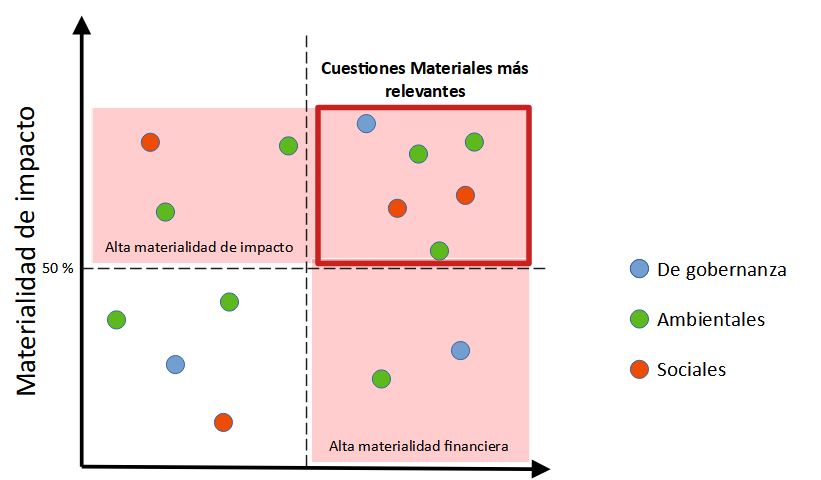 Cuestiones Materiales más
relevantes
Materialidad de impacto
Alta materialidad de impacto
50 %
De gobernanza
Ambientales
Sociales
Alta materialidad financiera